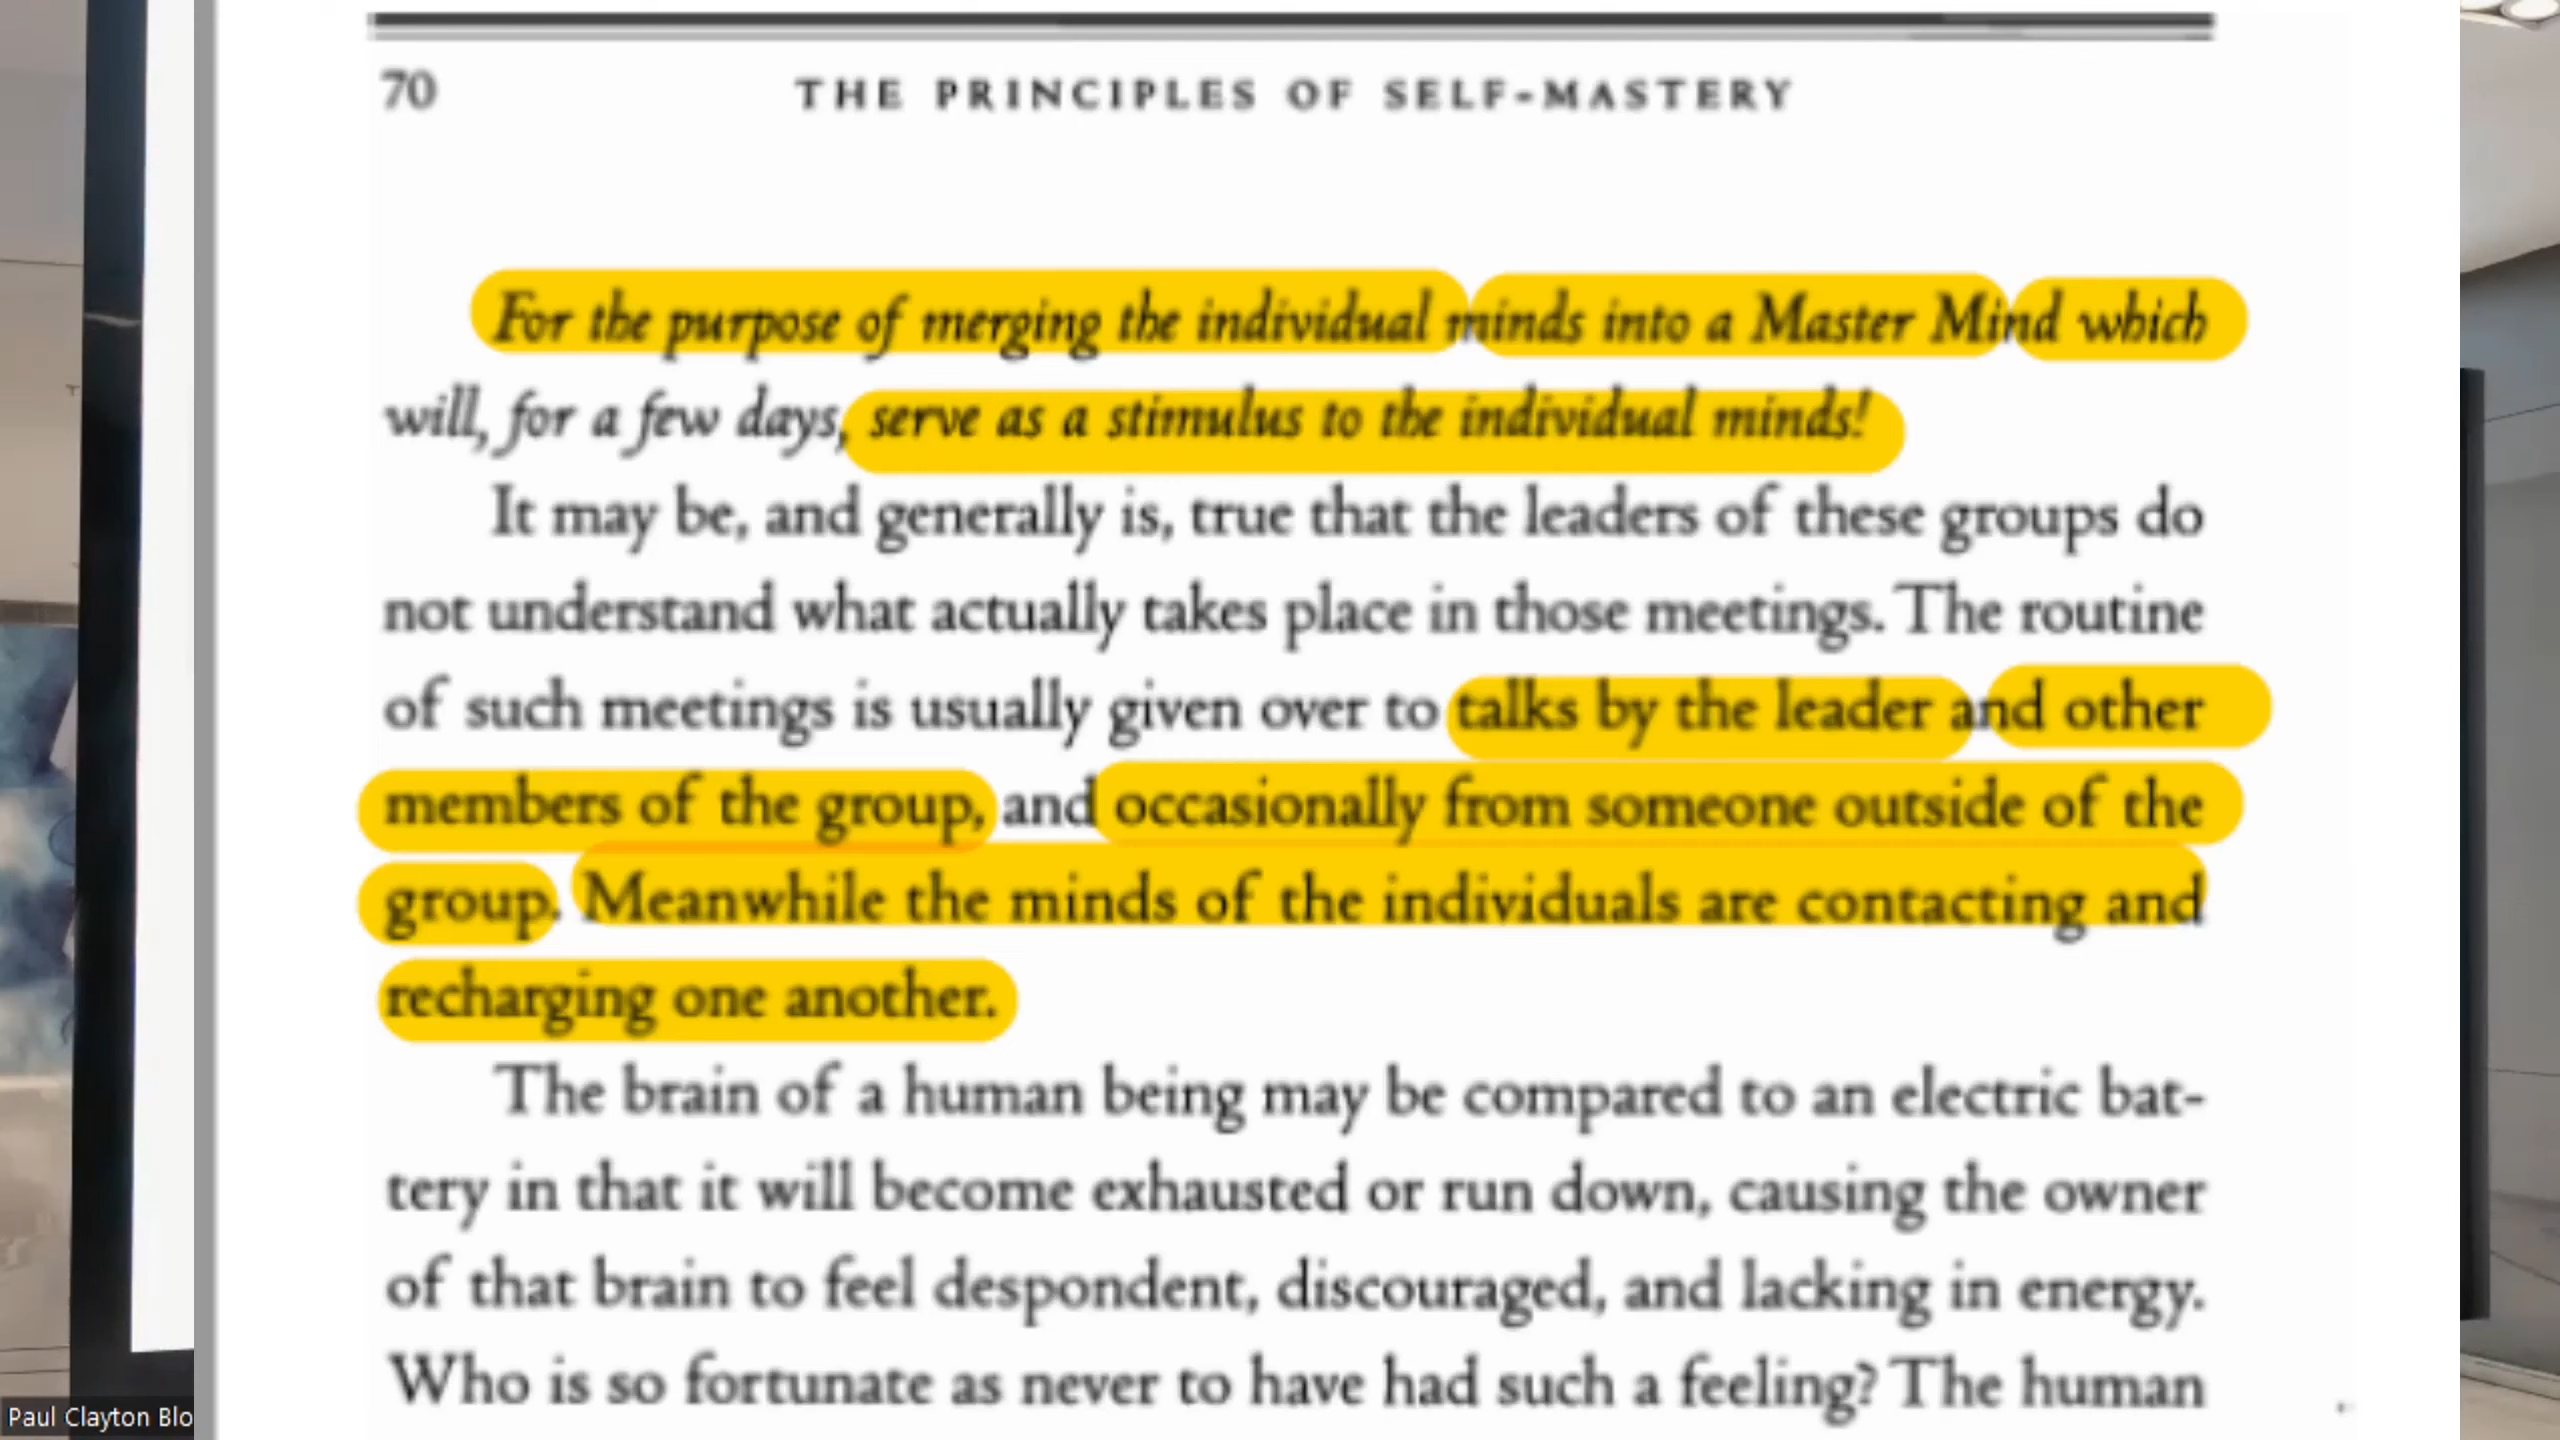 70
THE PRINCIPLES OF SELF-MASTERY
For the purpose of merging the individual minds into a Master Mind which
will, for a few days, serve as a stimulus to the individual minds!
It may be, and generally is, true that the leaders of these groups do
not understand what actually takes place in those meetings. The routine
of such meetings is usually given over to talks by the leader and other
members of the group, and occasionally from someone outside of the
group. Meanwhile the minds of the individuals are contacting and
recharging one another.
The brain of a human being may be compared to an electric bat-
tery in that it will become exhausted or run down, causing the owner
of that brain to feel despondent, discouraged, and lacking in energy.
Who is so fortunate as never to have had such a feeling? The human
Paul Clayton Blo